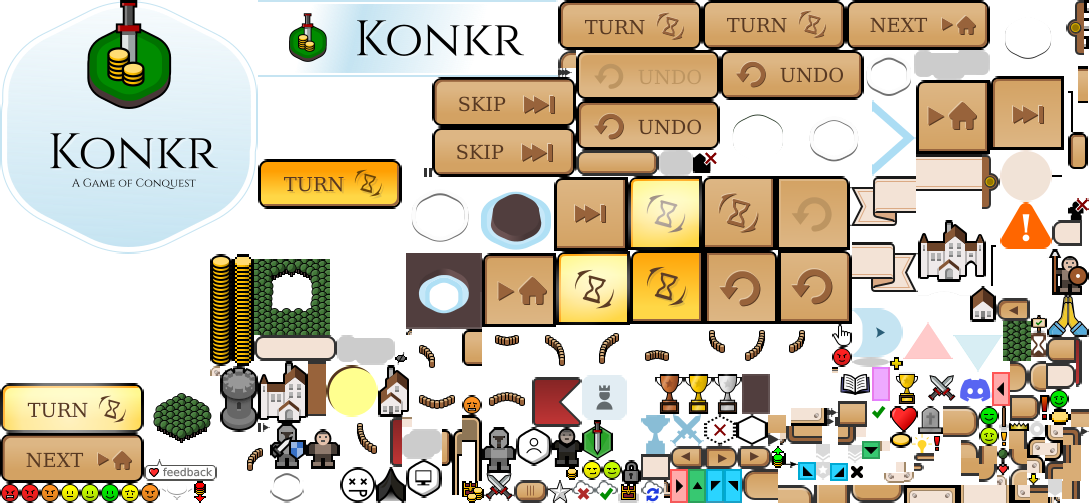 KONKR
TURN
TURN
NEXT
UNDO
UNDO
SKIP
UNDO
KONKR
A GAME OF CONQUEST
SKIP
TURN
TURN
NEXT
feedback